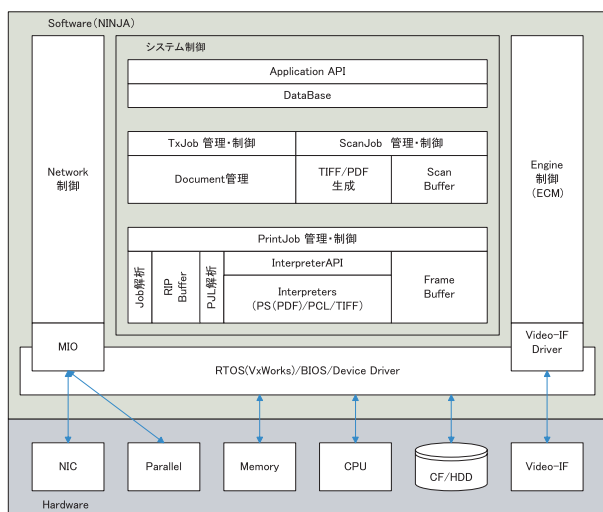 Software（NINJA）
システム制御
Application API
DataBase
TxJob 管理・制御
ScanJob 管理・制御
Document管理
TIFF/PDF
生成
Scan
Buffer
Network
制御
Engine
制御
（ECM）
PrintJob 管理・制御
Job解析
RIP
Buffer
PJL解析
InterpreterAPI
Interpreters
（PS（PDF）/PCL/TIFF）
Frame
Buffer
MIO
Video-IF
Driver
RTOS(VxWorks)/BIOS/Device Driver
NIC
Parallel
Memory
CPU
CF/HDD
Video-IF
Hardware